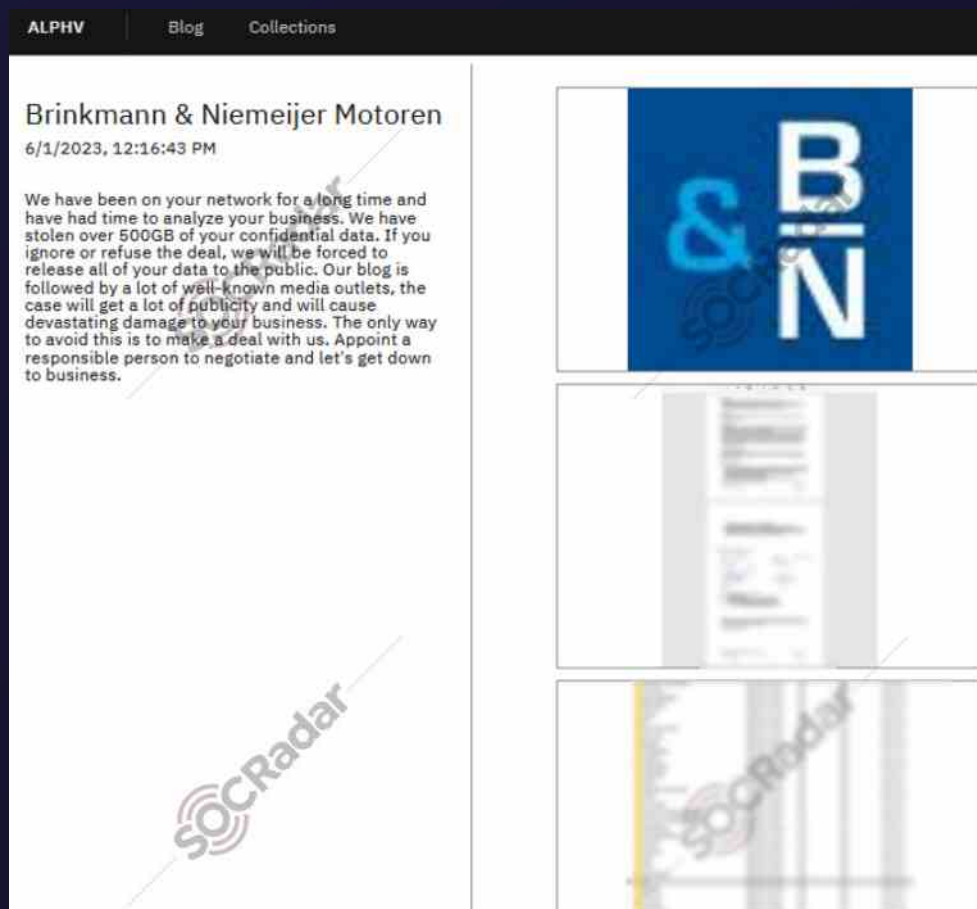 ALPHV Blog Collections
Brinkmann & Niemeijer Motoren
6/1/2023, 12:16:43 PM
We have been on your network for a long time and
have had time to analyze your business. We have
stolen over 500GB of your confidential data. If you
ignore or refuse the deal, we will be forced to
release all of your data to the public. Our blog is
followed by a lot of well-known media outlets, the
case will get a lot of publicity and will cause
devastating damage to your business. The only way
to avoid this is to make a deal with us. Appoint a
responsible person to negotiate and let's get down
to business.
SOCRadar
SOCRadar
B
&
N
SOCRadar
SOCRadar